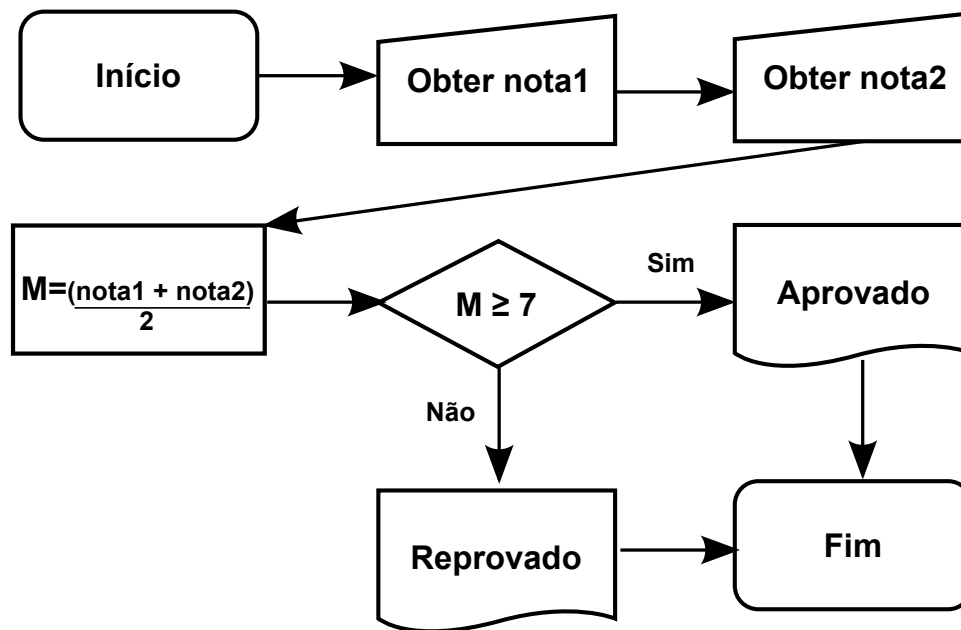 Início
Obter nota1
Obter nota2
M=(nota1 + nota2)
2
M ≥ 7
Sim
Aprovado
Não
Reprovado
Fim